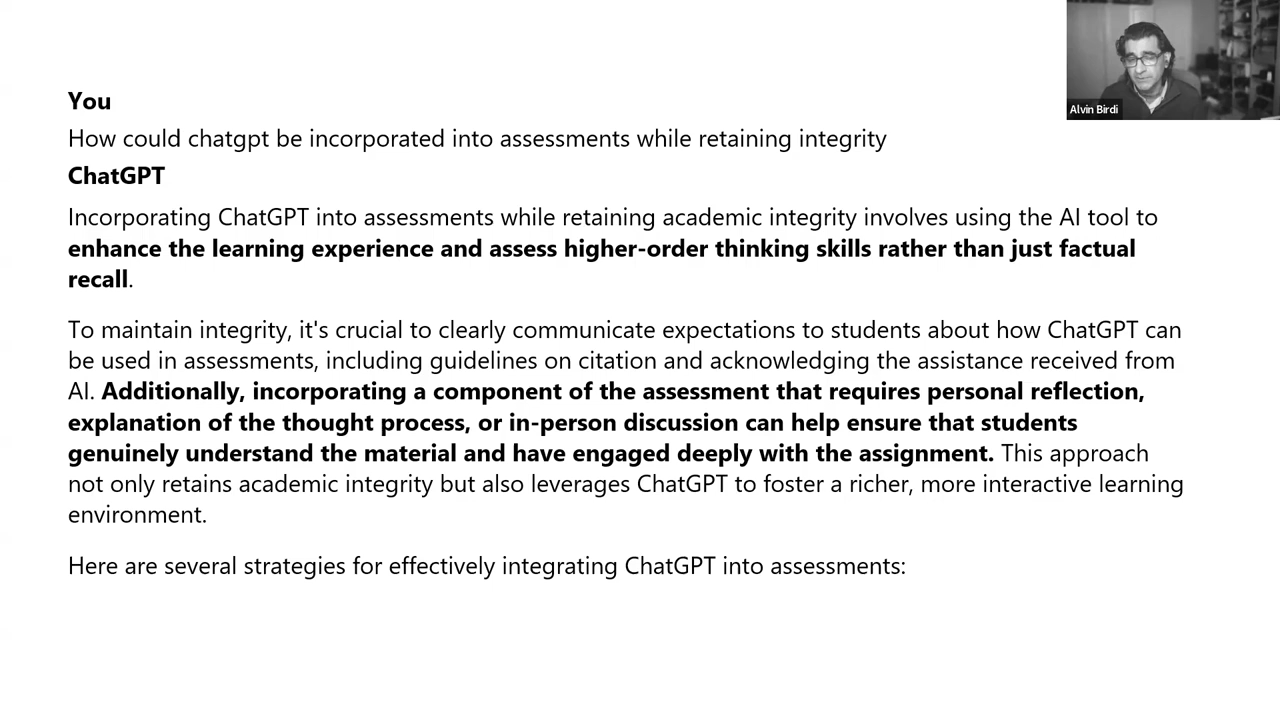 Alvin Birdi
You
How could chatgpt be incorporated into assessments while retaining integrity
ChatGPT
Incorporating ChatGPT into assessments while retaining academic integrity involves using the AI tool to
enhance the learning experience and assess higher-order thinking skills rather than just factual
recall.
To maintain integrity, it's crucial to clearly communicate expectations to students about how ChatGPT can
be used in assessments, including guidelines on citation and acknowledging the assistance received from
AI. Additionally, incorporating a component of the assessment that requires personal reflection,
explanation of the thought process, or in-person discussion can help ensure that students
genuinely understand the material and have engaged deeply with the assignment. This approach
not only retains academic integrity but also leverages ChatGPT to foster a richer, more interactive learning
environment.
Here are several strategies for effectively integrating ChatGPT into assessments: